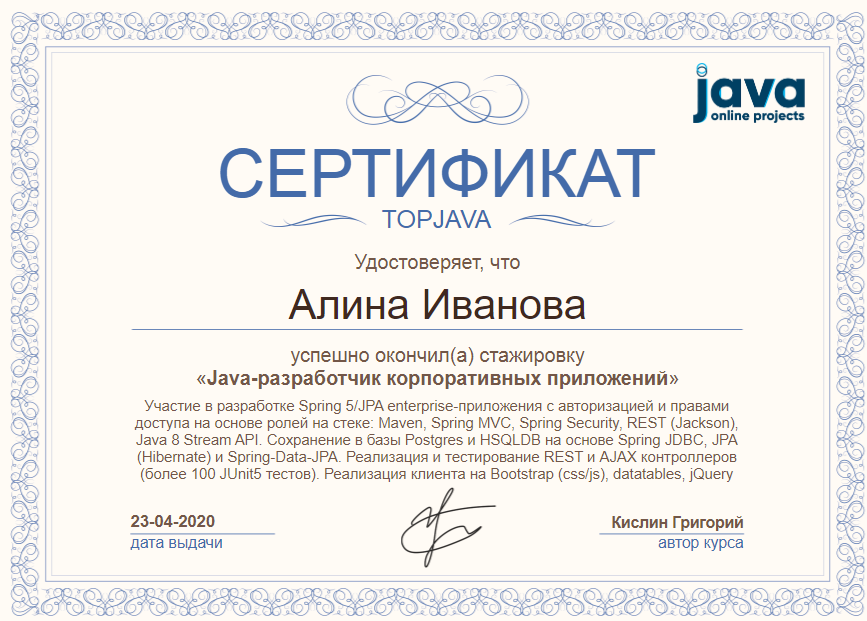 java
online projects
СЕРТИФИКАТ
TOPJAVA
Удостоверяет, что
Алина Иванова
успешно окончил(а) стажировку
«Java-разработчик корпоративных приложений»
Участие в разработке Spring 5/JPA enterprise-приложения с авторизацией и правами
доступа на основе ролей на стеке: Maven, Spring MVC, Spring Security, REST (Jackson),
Java 8 Stream API. Сохранение в базы Postgres и HSQLDB на основе Spring JDBC, JPA
(Hibernate) и Spring-Data-JPA. Реализация и тестирование REST и AJAX контроллеров
(более 100 JUnit5 тестов). Реализация клиента на Bootstrap (css/js), datatables, jQuery
23-04-2020
дата выдачи
Кислин Григорий
автор курса